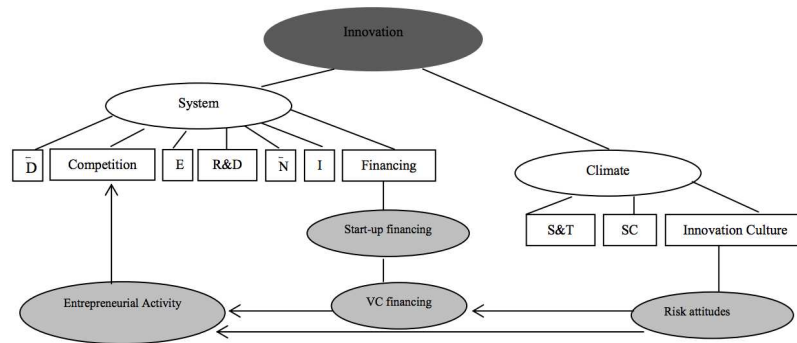 Innovation
System
D̅
Competition
E
R&D
N̅
I
Financing
Climate
S&T
SC
Innovation Culture
Start-up financing
Entrepreneurial Activity
VC financing
Risk attitudes